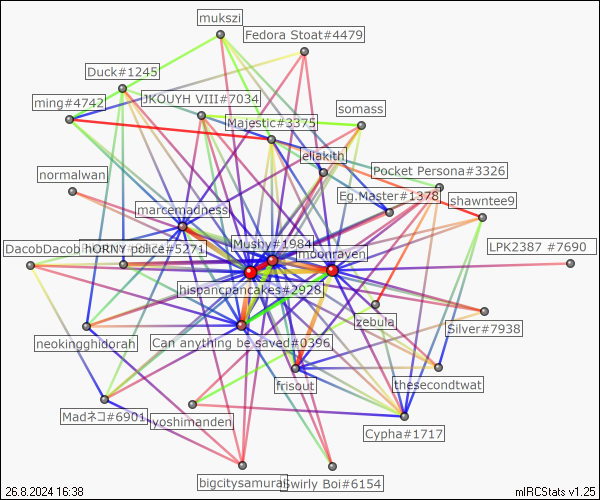 mukszi
Fedora Stoat#4479
Duck#1245
ming#4742
JKOUYH VIII#7034
somass
Majestic#3375
eliakith
Pocket Persona#3326
normalwan
Eg.Master#1378
shawntee9
marcemadness
DacobDacob
hORNY police#5271
Mushy#1984
moonraven
LPK2387 #7690
hispancpancakes#2928
zebula
Silver#7938
neokingghidorah
Can anything be saved#0396
frisout
thesecondtwat
Madネコ#6901
yoshimanden
Cypha#1717
bigcitysamurai
Swirly Boi#6154
26.8.2024 16:38
mIRCStats v1.25